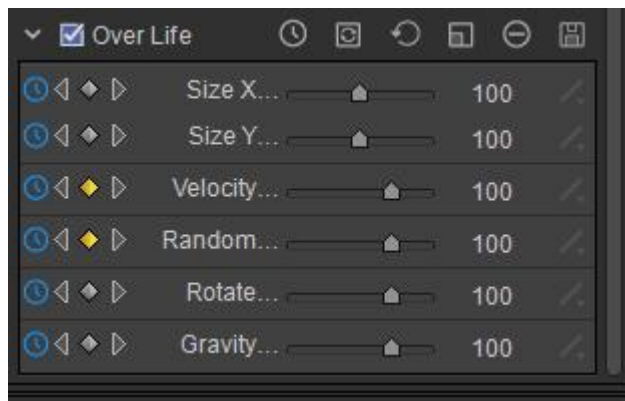 Over Life
Size X... 100
Size Y... 100
Velocity... 100
Random... 100
Rotate... 100
Gravity... 100